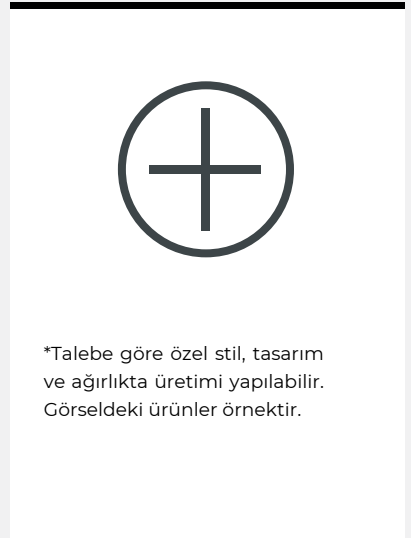 *Talebe göre özel stil, tasarım
ve ağırlıkta üretimi yapılabilir.
Görseldeki ürünler örnektir.